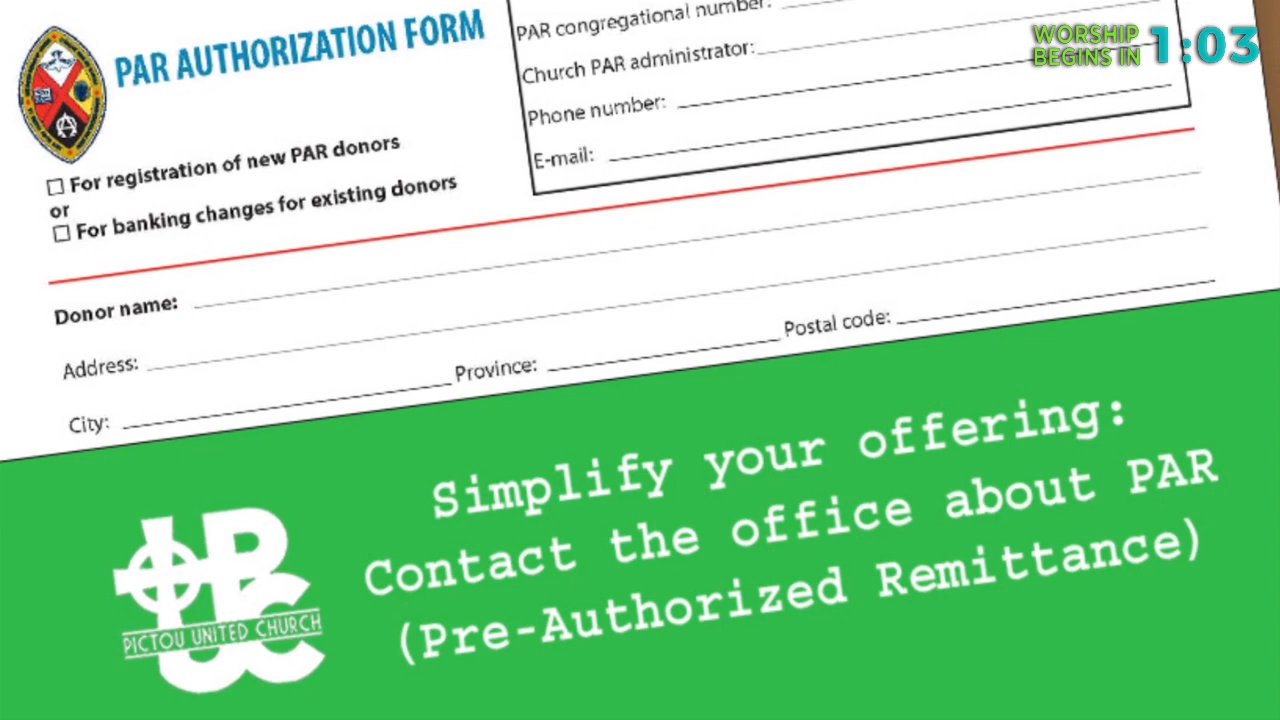 PAR AUTHORIZATION FORM
PAR congregational number:
Church PAR administrator:
Phone number:
E-mail:
WORSHIP
BEGINS IN 1:03
For registration of new PAR donors
or
For banking changes for existing donors
Donor name:
Address:
City: Province: Postal code:
Simplify your offering:
Contact the office about PAR
(Pre-Authorized Remittance)
PUC
PICTOU UNITED CHURCH